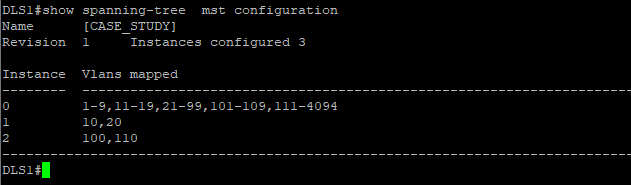 DLS1#show spanning-tree  mst configuration
Name      [CASE_STUDY]
Revision  1     Instances configured 3

Instance  Vlans mapped
--------  ---------------------------------------------------------------------
0         1-9,11-19,21-99,101-109,111-4094
1         10,20
2         100,110
-------------------------------------------------------------------------------
DLS1#